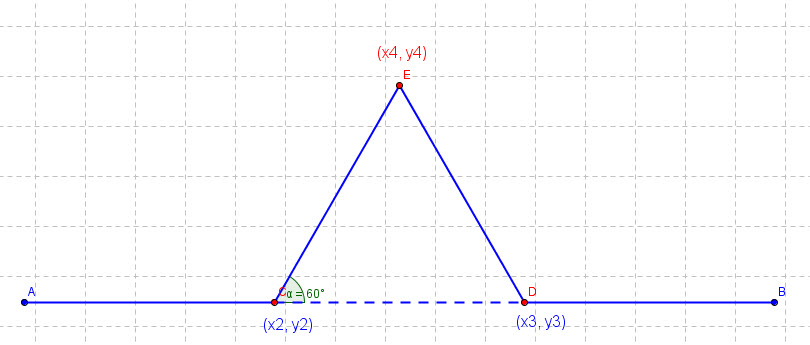 (x4, y4)
E
A
C
α = 60°
D
B
(x2, y2)
(x3, y3)